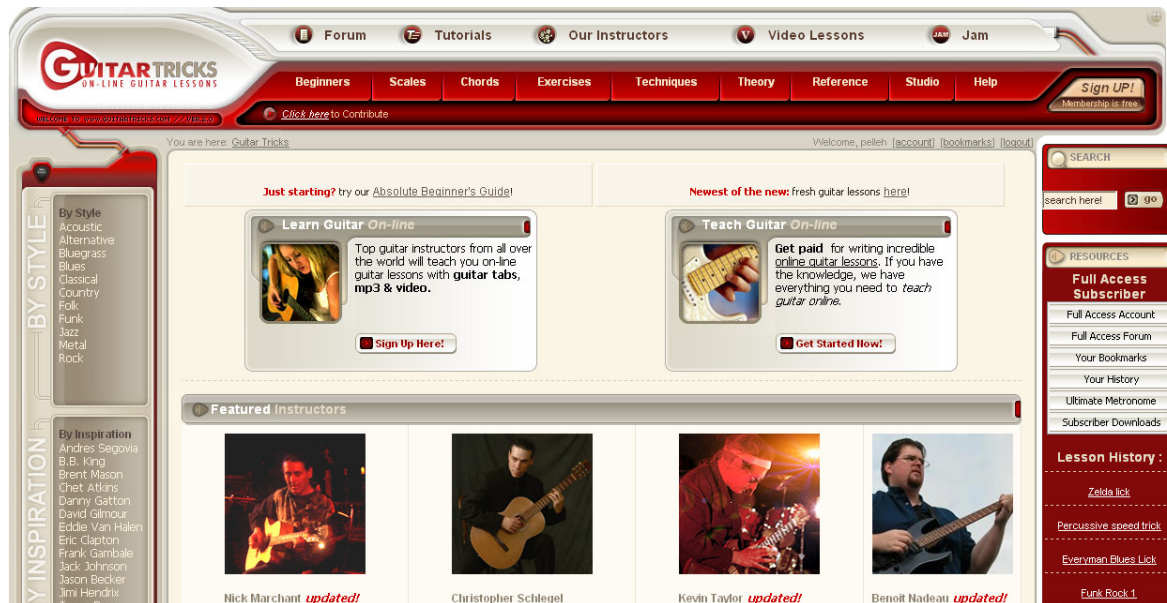 Forum
Tutorials
Our Instructors
Video Lessons
JAM
Jam
GUITARTRICKS
ON-LINE GUITAR LESSONS
Beginners
Scales
Chords
Exercises
Techniques
Theory
Reference
Studio
Help
Sign UP!
Membership is free
WELCOME TO WWW.GUITARTRICKS.COM >> VER 2.0
Click here to Contribute
You are here: Guitar Tricks
Welcome, pelleh [account] [bookmarks] [logout]
BY STYLE
By Style
Acoustic
Alternative
Bluegrass
Blues
Classical
Country
Folk
Funk
Jazz
Metal
Rock
Y INSPIRATION
By Inspiration
Andres Segovia
B.B. King
Brent Mason
Chet Atkins
Danny Gatton
David Gilmour
Eddie Van Halen
Eric Clapton
Frank Gambale
Jack Johnson
Jason Becker
Jimi Hendrix
Just starting? try our Absolute Beginner's Guide!
Newest of the new: fresh guitar lessons here!
Learn Guitar On-line
Top guitar instructors from all over
the world will teach you on-line
guitar lessons with guitar tabs,
mp3 & video.
Sign Up Here!
Teach Guitar On-line
Get paid for writing incredible
online guitar lessons. If you have
the knowledge, we have
everything you need to teach
guitar online.
Get Started Now!
Featured Instructors
Nick Marchant updated!
Christopher Schlegel
Kevin Taylor updated!
Benoit Nadeau updated!
SEARCH
search here!
go
RESOURCES
Full Access
Subscriber
Full Access Account
Full Access Forum
Your Bookmarks
Your History
Ultimate Metronome
Subscriber Downloads
Lesson History :
Zelda lick
Percussive speed trick
Everyman Blues Lick
Funk Rock 1